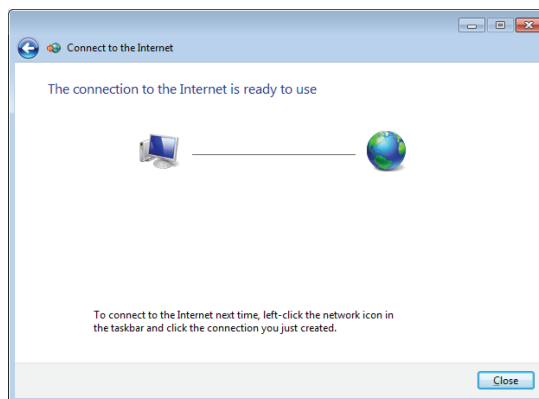 Connect to the Internet
The connection to the Internet is ready to use
To connect to the Internet next time, left-click the network icon in
the taskbar and click the connection you just created.
Close